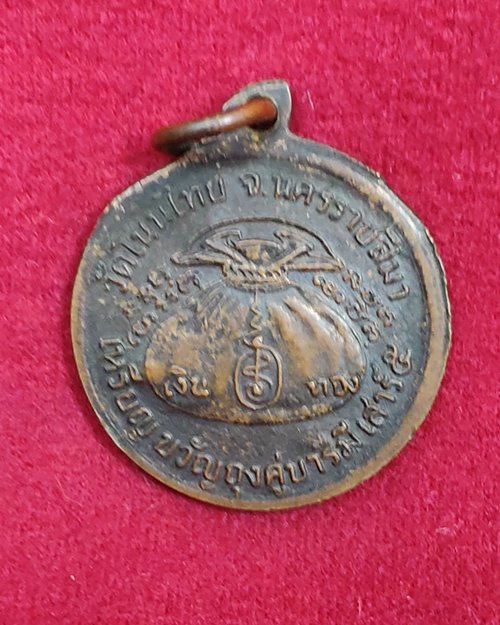 วัดโนนไทย จ.นครราชสีมา
เงิน ทอง
เหรียญ ขวัญถุงคู่บารมี เสาร์๕